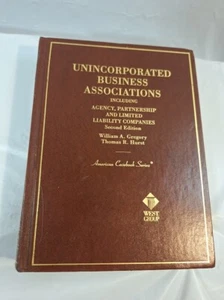 UNINCORPORATED
BUSINESS
ASSOCIATIONS
INCLUDING
AGENCY, PARTNERSHIP
AND LIMITED
LIABILITY COMPANIES
Second Edition
William A. Gregory
Thomas R. Hurst
American Casebook Series®
WEST
GROUP